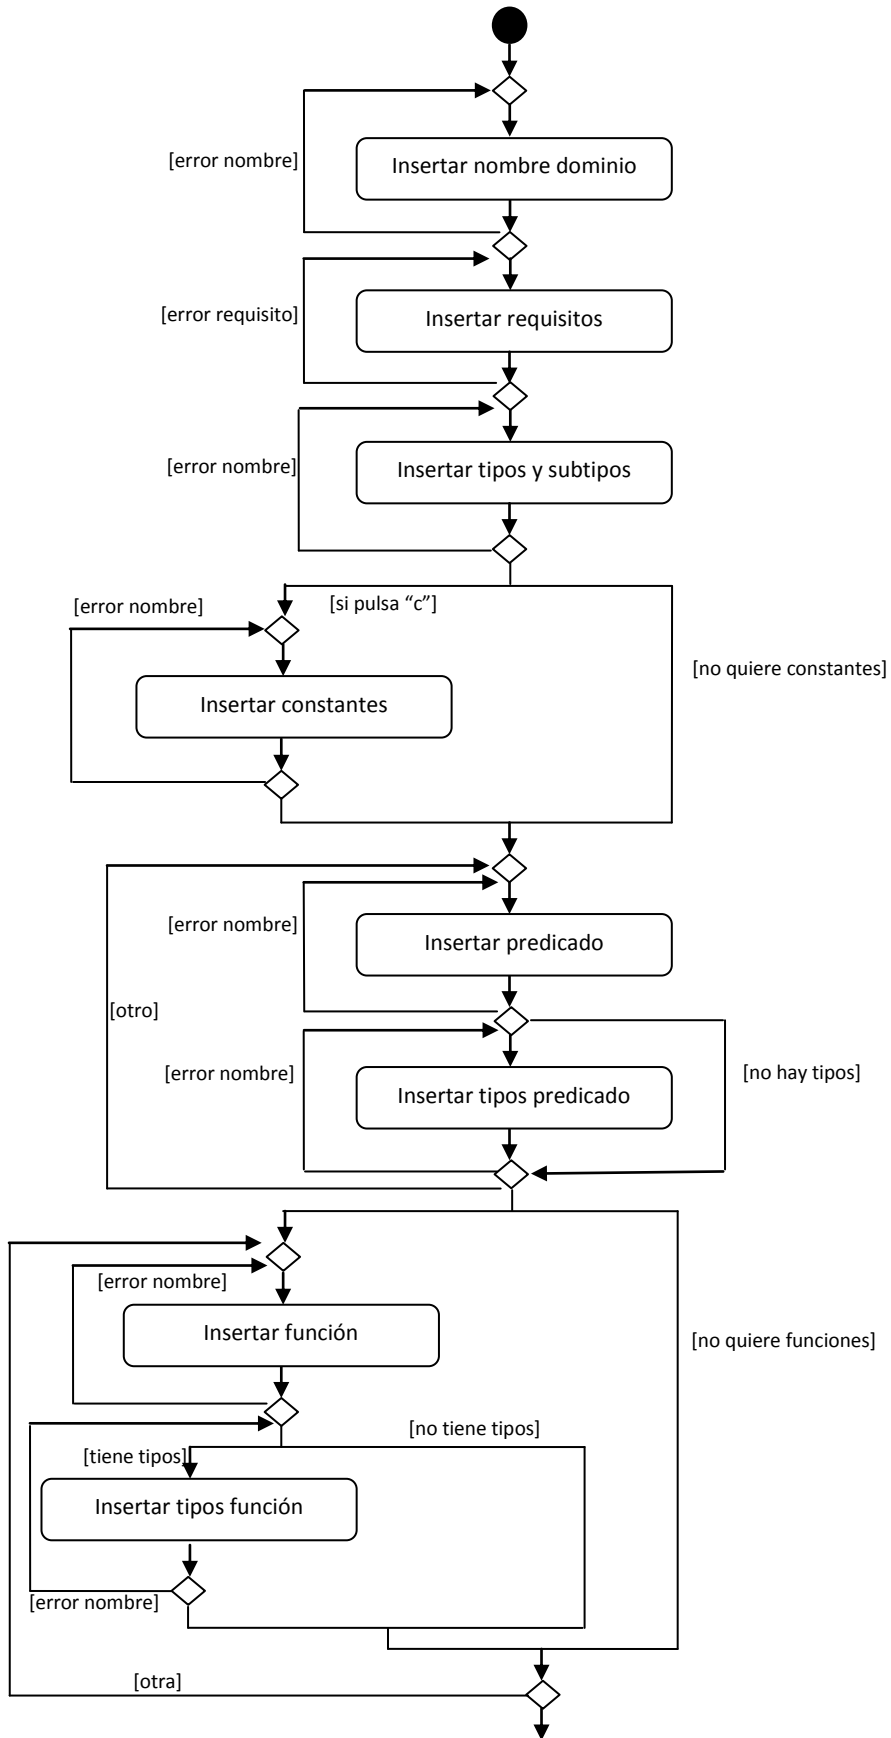 [error nombre]
Insertar nombre dominio
[error requisito]
Insertar requisitos
[error nombre]
Insertar tipos y subtipos
[error nombre]
[si pulsa “c”]
[no quiere constantes]
Insertar constantes
[error nombre]
Insertar predicado
[otro]
[error nombre]
[no hay tipos]
Insertar tipos predicado
[error nombre]
Insertar función
[no quiere funciones]
[no tiene tipos]
[tiene tipos]
Insertar tipos función
[error nombre]
[otra]